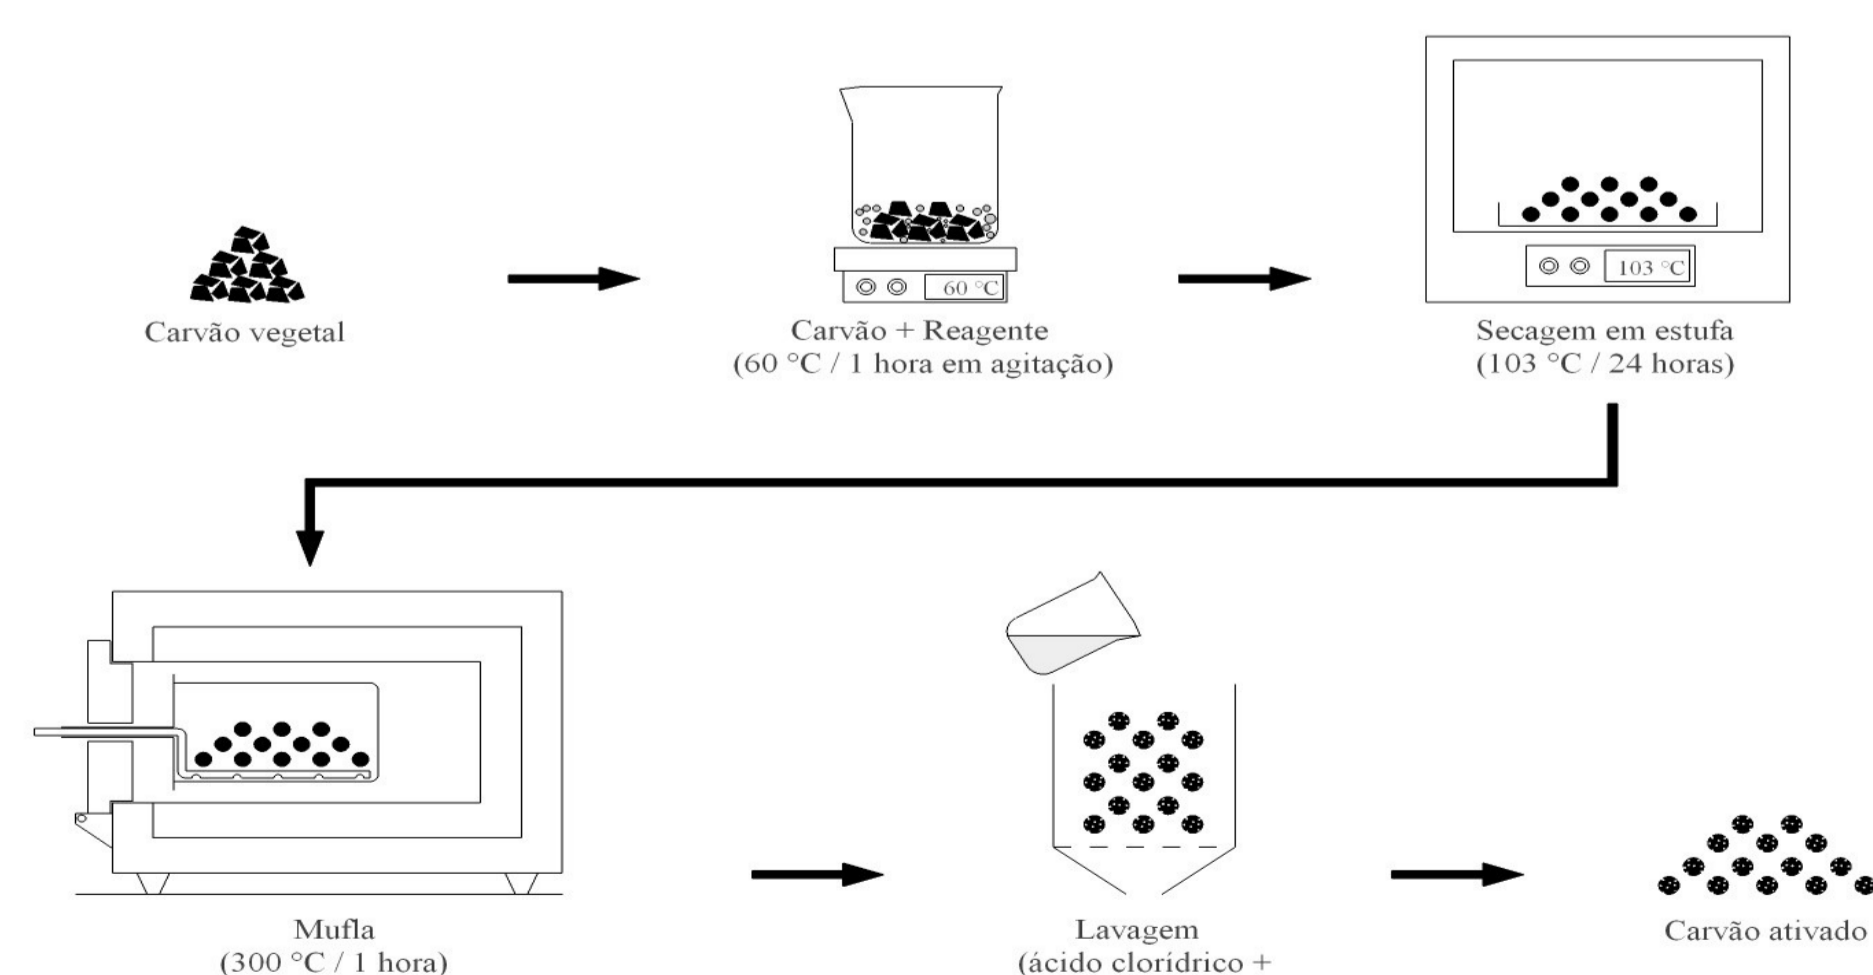 60 °C
103 °C
Carvão vegetal
Carvão + Reagente
(60 °C / 1 hora em agitação)
Secagem em estufa
(103 °C / 24 horas)
Mufla
(300 °C / 1 hora)
Lavagem
(ácido clorídrico +
Carvão ativado